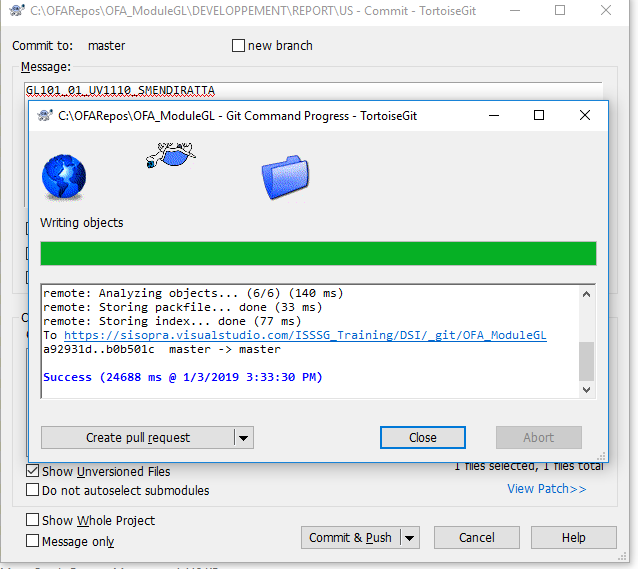 C:\OFARepos\OFA_ModuleGL\DEVELOPPEMENT\REPORT\US - Commit - TortoiseGit
Commit to: master new branch
Message:
GL101_01_UV1110_SMENDIRATTA
C:\OFARepos\OFA_ModuleGL - Git Command Progress - TortoiseGit
Writing objects
remote: Analyzing objects... (6/6) (140 ms)
remote: Storing packfile... done (33 ms)
remote: Storing index... done (77 ms)
To https://sisopra.visualstudio.com/ISSSG_Training/DSI/_git/OFA_ModuleGL
a92931d..b0b501c master -> master
Success (24688 ms @ 1/3/2019 3:33:30 PM)
Create pull request Close Abort
1 files selected, 1 files total
Show Unversioned Files
Do not autoselect submodules
View Patch>>
Show Whole Project
Message only
Commit & Push Cancel Help